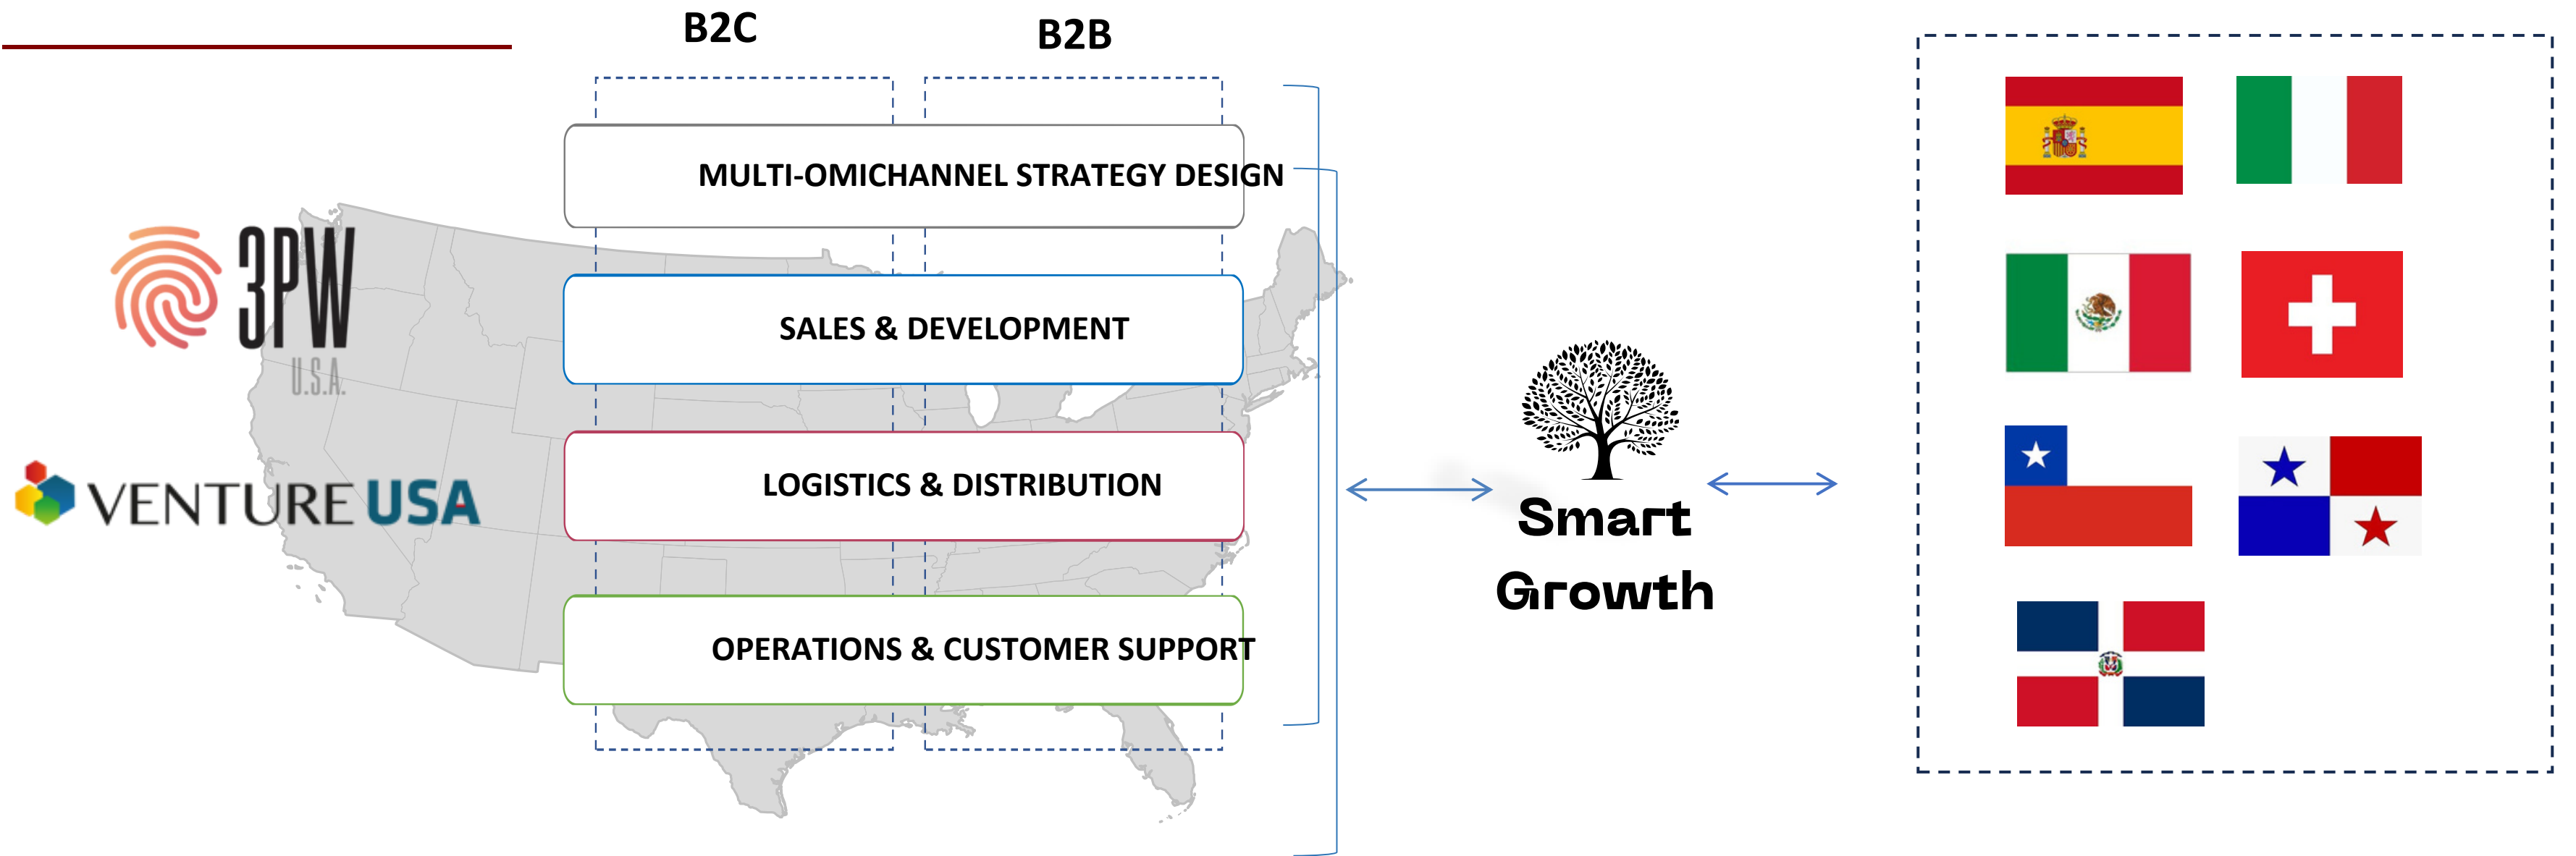 B2C
B2B
MULTI-OMICHANNEL STRATEGY DESIGN
3PW
U.S.A.
SALES & DEVELOPMENT
LOGISTICS & DISTRIBUTION
VENTURE USA
Smart
Growth
OPERATIONS & CUSTOMER SUPPORT